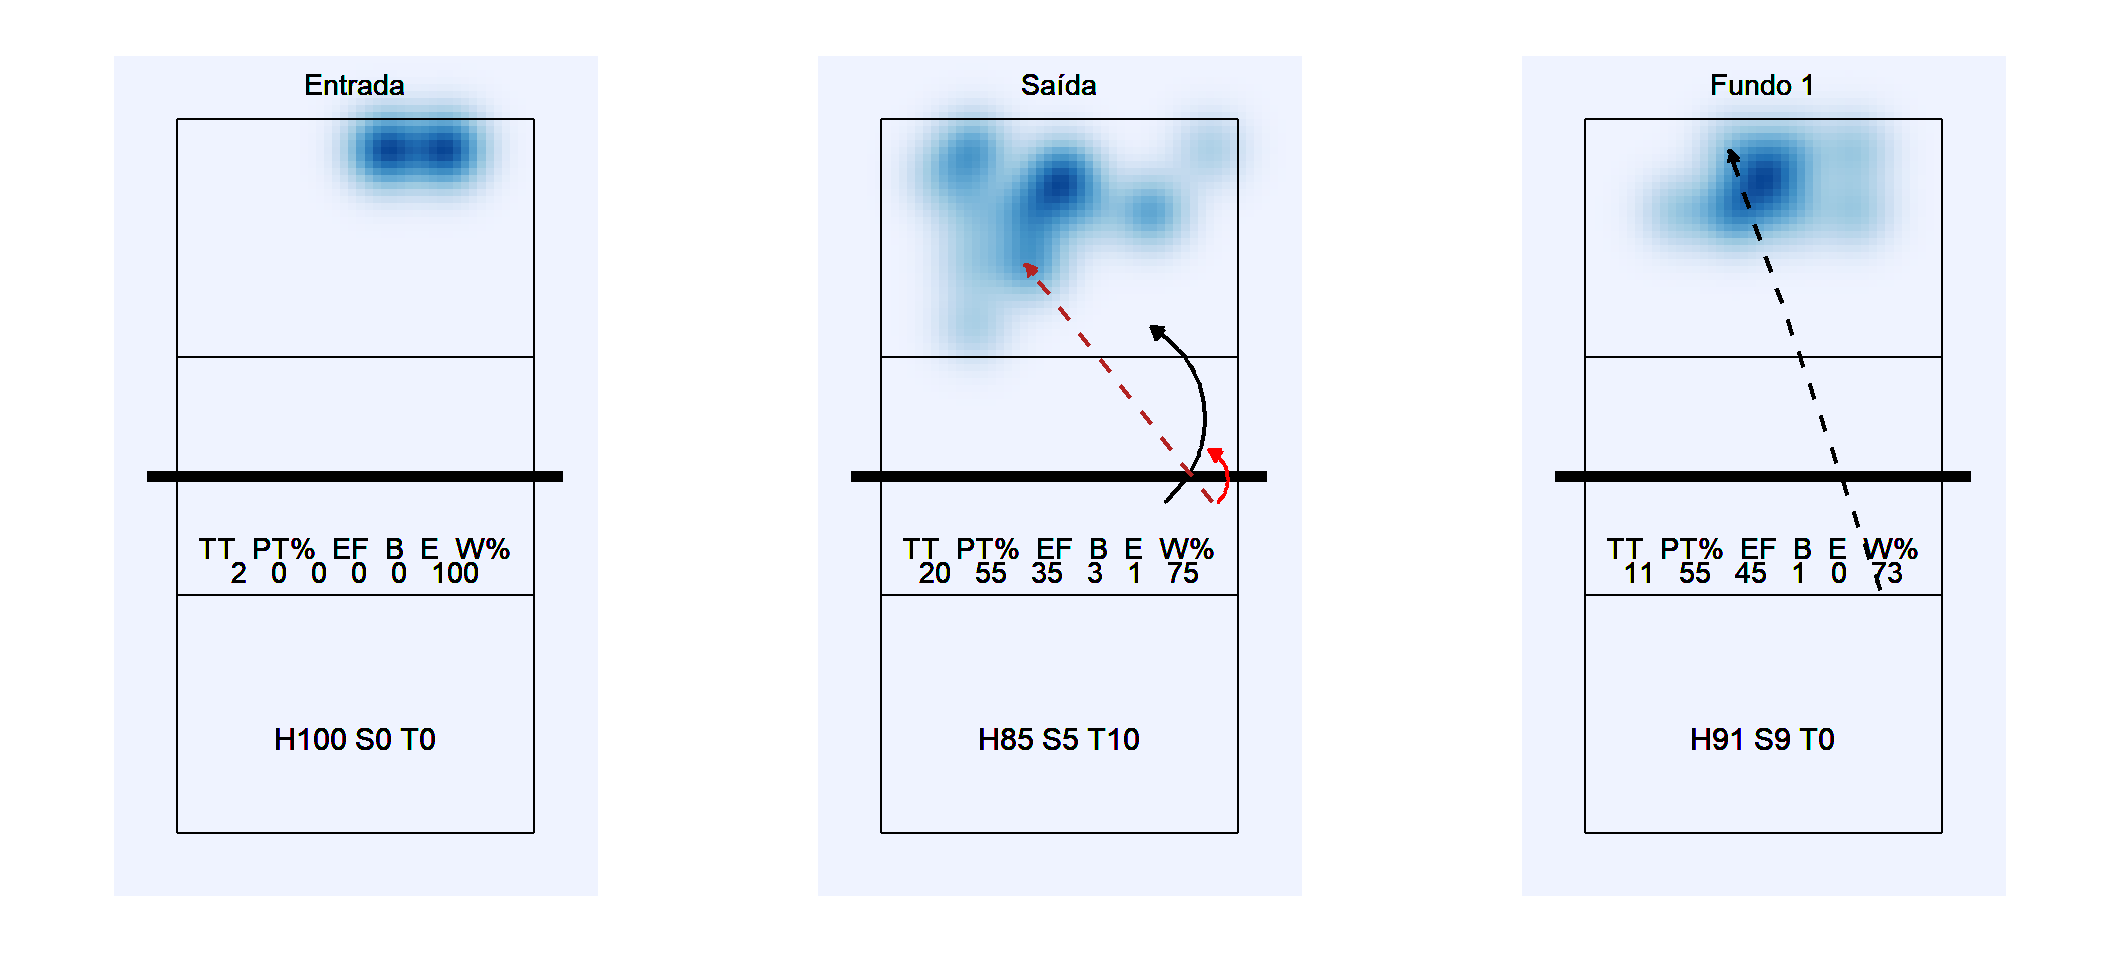 Entrada
TT PT% EF B E W%
2 0 0 0 0 100
H100 S0 T0
Saída
TT PT% EF B E W%
20 55 35 3 1 75
H85 S5 T10
Fundo 1
TT PT% EF B E W%
11 55 45 1 0 73
H91 S9 T0